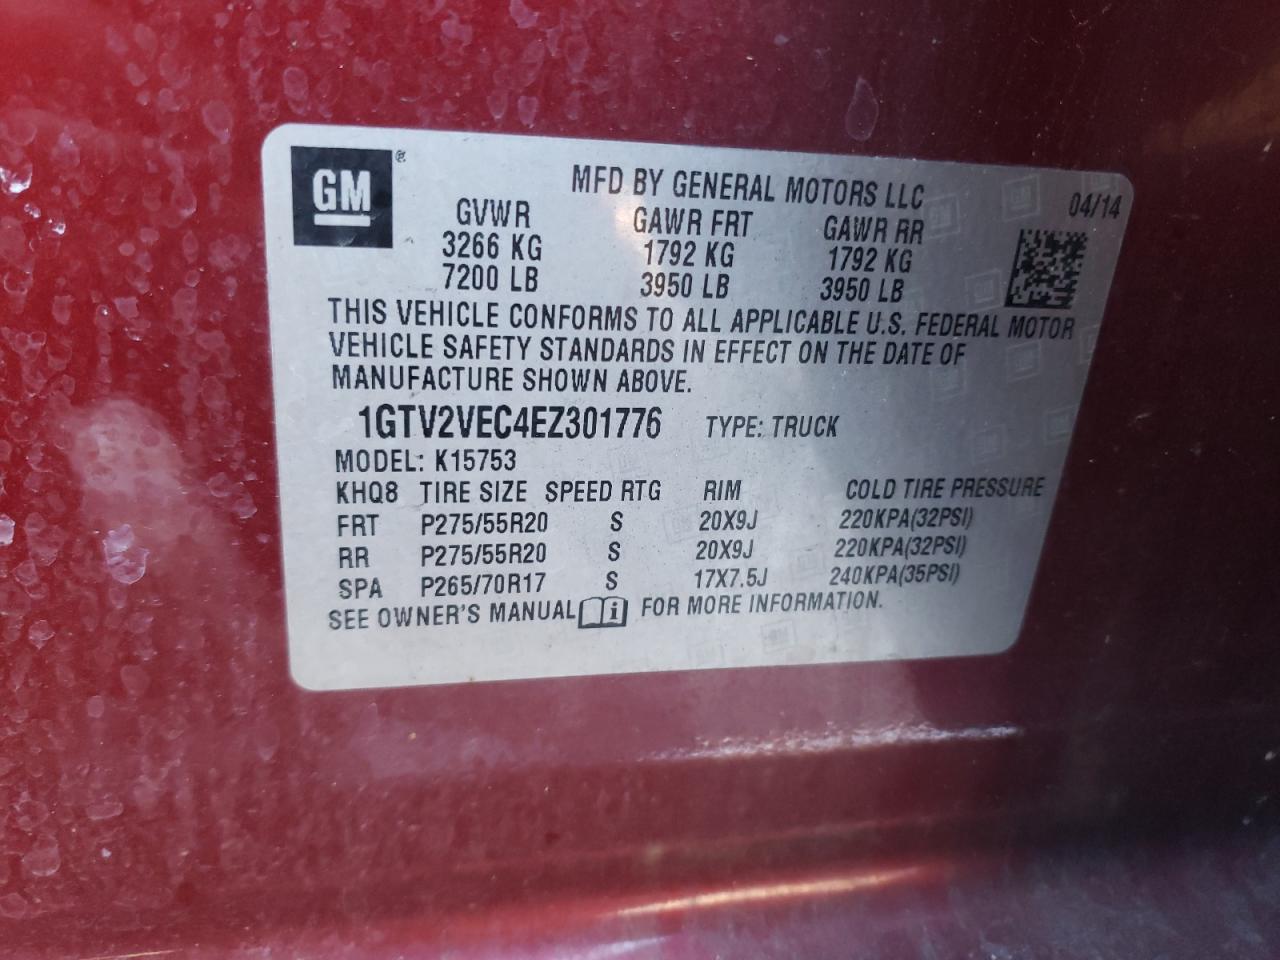 GM®
MFD BY GENERAL MOTORS LLC
04/14
GVWR GAWR FRT GAWR RR
3266 KG 1792 KG 1792 KG
7200 LB 3950 LB 3950 LB
THIS VEHICLE CONFORMS TO ALL APPLICABLE U.S. FEDERAL MOTOR
VEHICLE SAFETY STANDARDS IN EFFECT ON THE DATE OF
MANUFACTURE SHOWN ABOVE.
1GTV2VEC4EZ301776 TYPE: TRUCK
MODEL: K15753
KHQ8 TIRE SIZE SPEED RTG RIM COLD TIRE PRESSURE
FRT P275/55R20 S 20X9J 220KPA(32PSI)
RR P275/55R20 S 20X9J 220KPA(32PSI)
SPA P265/70R17 S 17X7.5J 240KPA(35PSI)
SEE OWNER'S MANUAL i FOR MORE INFORMATION.